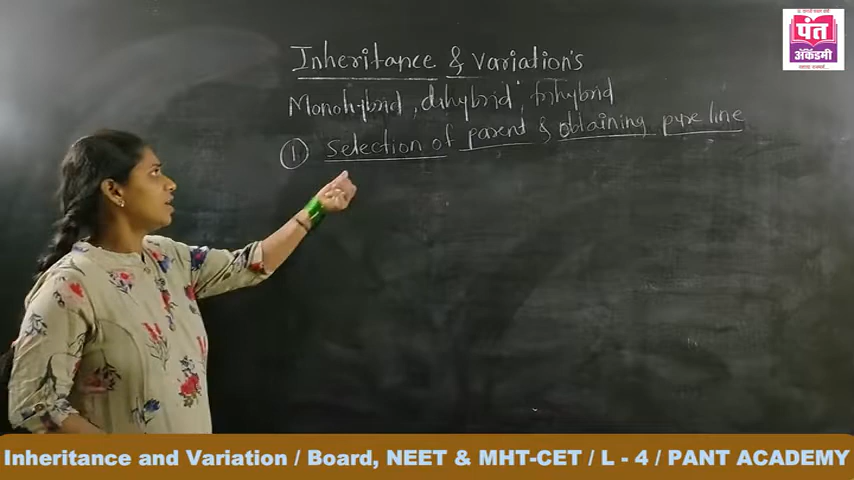 Inheritance & variation's
Monohybrid, dihybrid, trihybrid
① Selection of parent & obtaining pure line
पंत
अ‍ॅकॅडमी
Inheritance and Variation / Board, NEET & MHT-CET / L - 4 / PANT ACADEMY